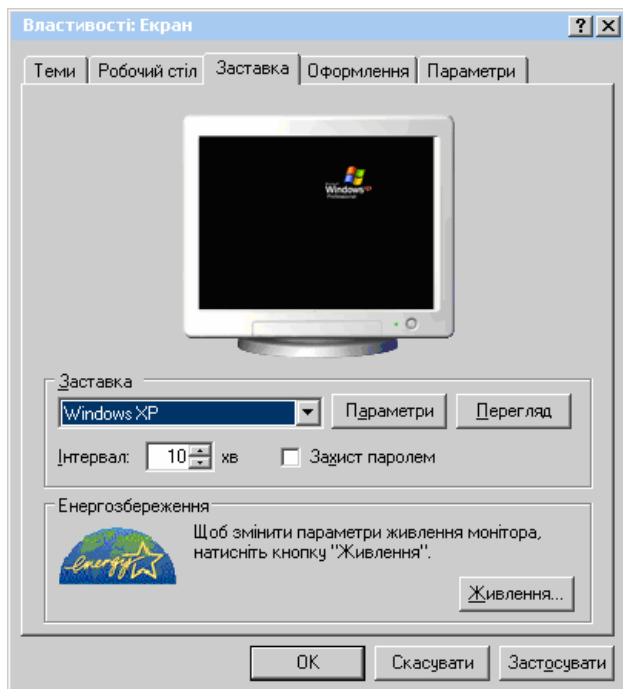 Властивості: Екран
Теми
Робочий стіл
Заставка
Оформлення
Параметри
Windows xp
Professional
Заставка
Windows XP
Параметри
Перегляд
Інтервал:
10
хв
Захист паролем
Енергозбереження
energy
Щоб змінити параметри живлення монітора,
натисніть кнопку "Живлення".
Живлення...
OK
Скасувати
Застосувати